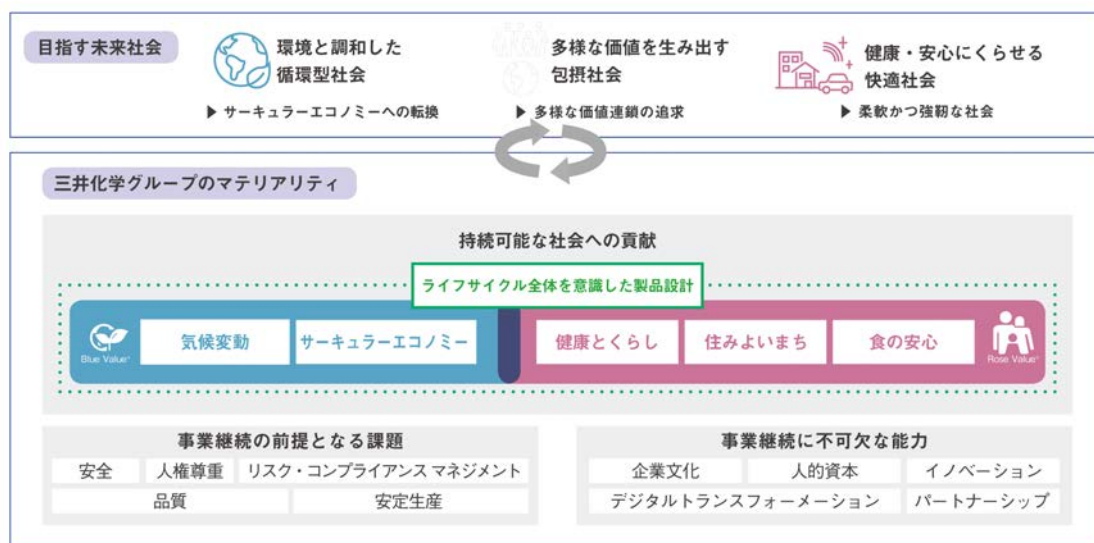 目指す未来社会
環境と調和した
循環型社会
▶ サーキュラーエコノミーへの転換
多様な価値を生み出す
包摂社会
▶ 多様な価値連鎖の追求
健康・安心にくらせる
快適社会
▶ 柔軟かつ強靭な社会
三井化学グループのマテリアリティ
持続可能な社会への貢献
ライフサイクル全体を意識した製品設計
Blue Value™
気候変動
サーキュラーエコノミー
健康とくらし
住みよいまち
食の安心
Rose Value™
事業継続の前提となる課題
安全
人権尊重
リスク・コンプライアンス マネジメント
品質
安定生産
事業継続に不可欠な能力
企業文化
人的資本
イノベーション
デジタルトランスフォーメーション
パートナーシップ